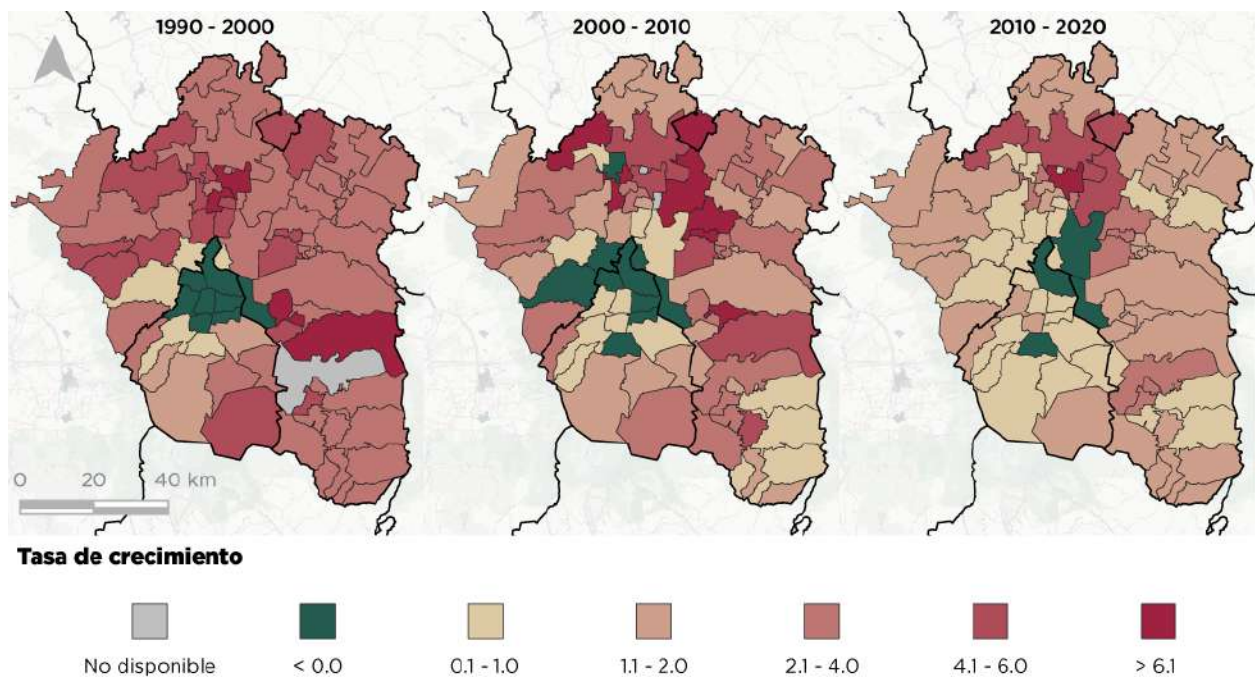 1990 - 2000
2000 - 2010
2010 - 2020
0 20 40 km
Tasa de crecimiento
No disponible
< 0.0
0.1 - 1.0
1.1 - 2.0
2.1 - 4.0
4.1 - 6.0
> 6.1